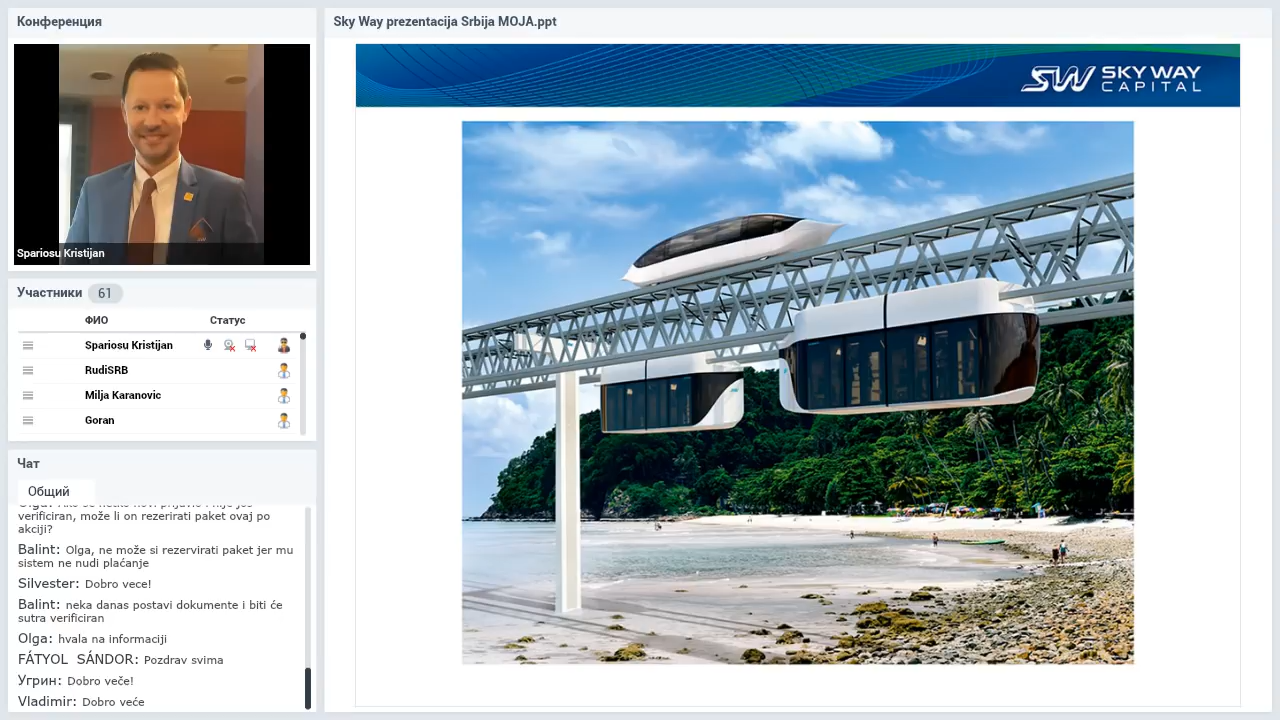 Конференция
Spariosu Kristijan
Участники 61
ФИО Статус
Spariosu Kristijan
RudiSRB
Milja Karanovic
Goran
Чат
Общий
verificiran, može li on rezerirati paket ovaj po
akciji?
Balint: Olga, ne može si rezervirati paket jer mu
sistem ne nudi plaćanje
Silvester: Dobro vece!
Balint: neka danas postavi dokumente i biti će
sutra verificiran
Olga: hvala na informaciji
FÁTYOL SÁNDOR: Pozdrav svima
Угрин: Dobro veče!
Vladimir: Dobro veće
Sky Way prezentacija Srbija MOJA.ppt
SW SKY WAY
CAPITAL